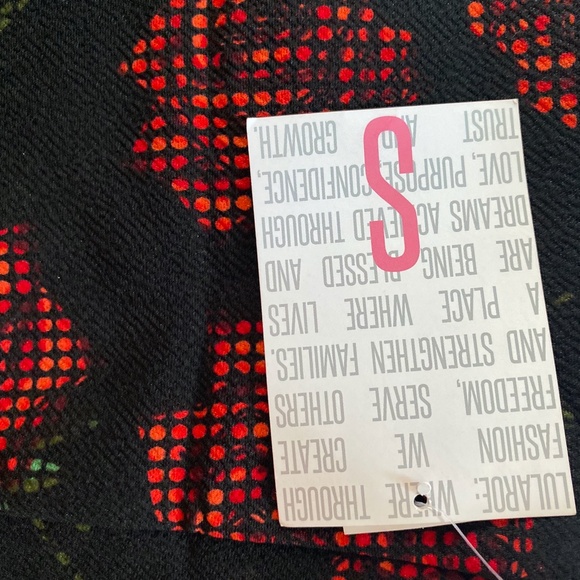 LULAROE: WHERE THROUGH
FASHION WE CREATE
FREEDOM, SERVE OTHERS
AND STRENGTHEN FAMILIES.
A PLACE WHERE LIVES
ARE BEING BLESSED AND
DREAMS ACHIEVED THROUGH
LOVE, PURPOSE, CONFIDENCE,
TRUST AND GROWTH.
S